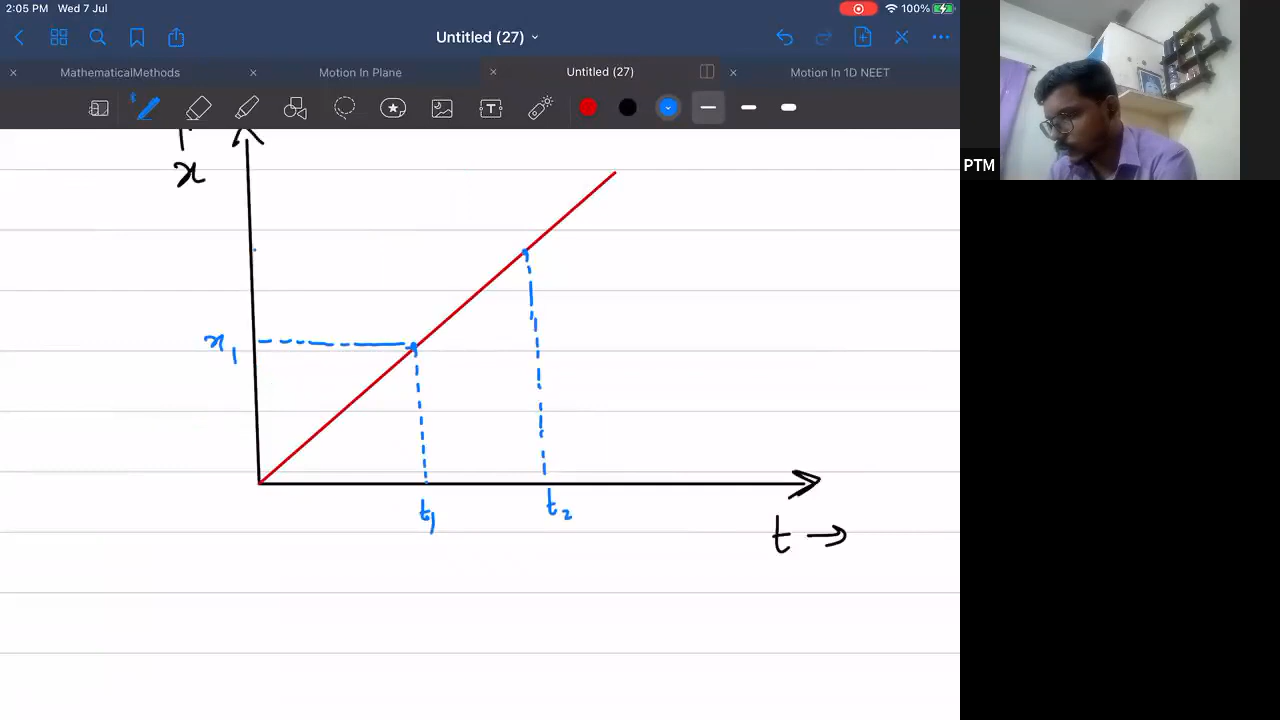 2:05 PM Wed 7 Jul
100%
Untitled (27)
MathematicalMethods
Motion In Plane
Untitled (27)
Motion In 1D NEET
T
x
x1
t1
t2
t →
PTM